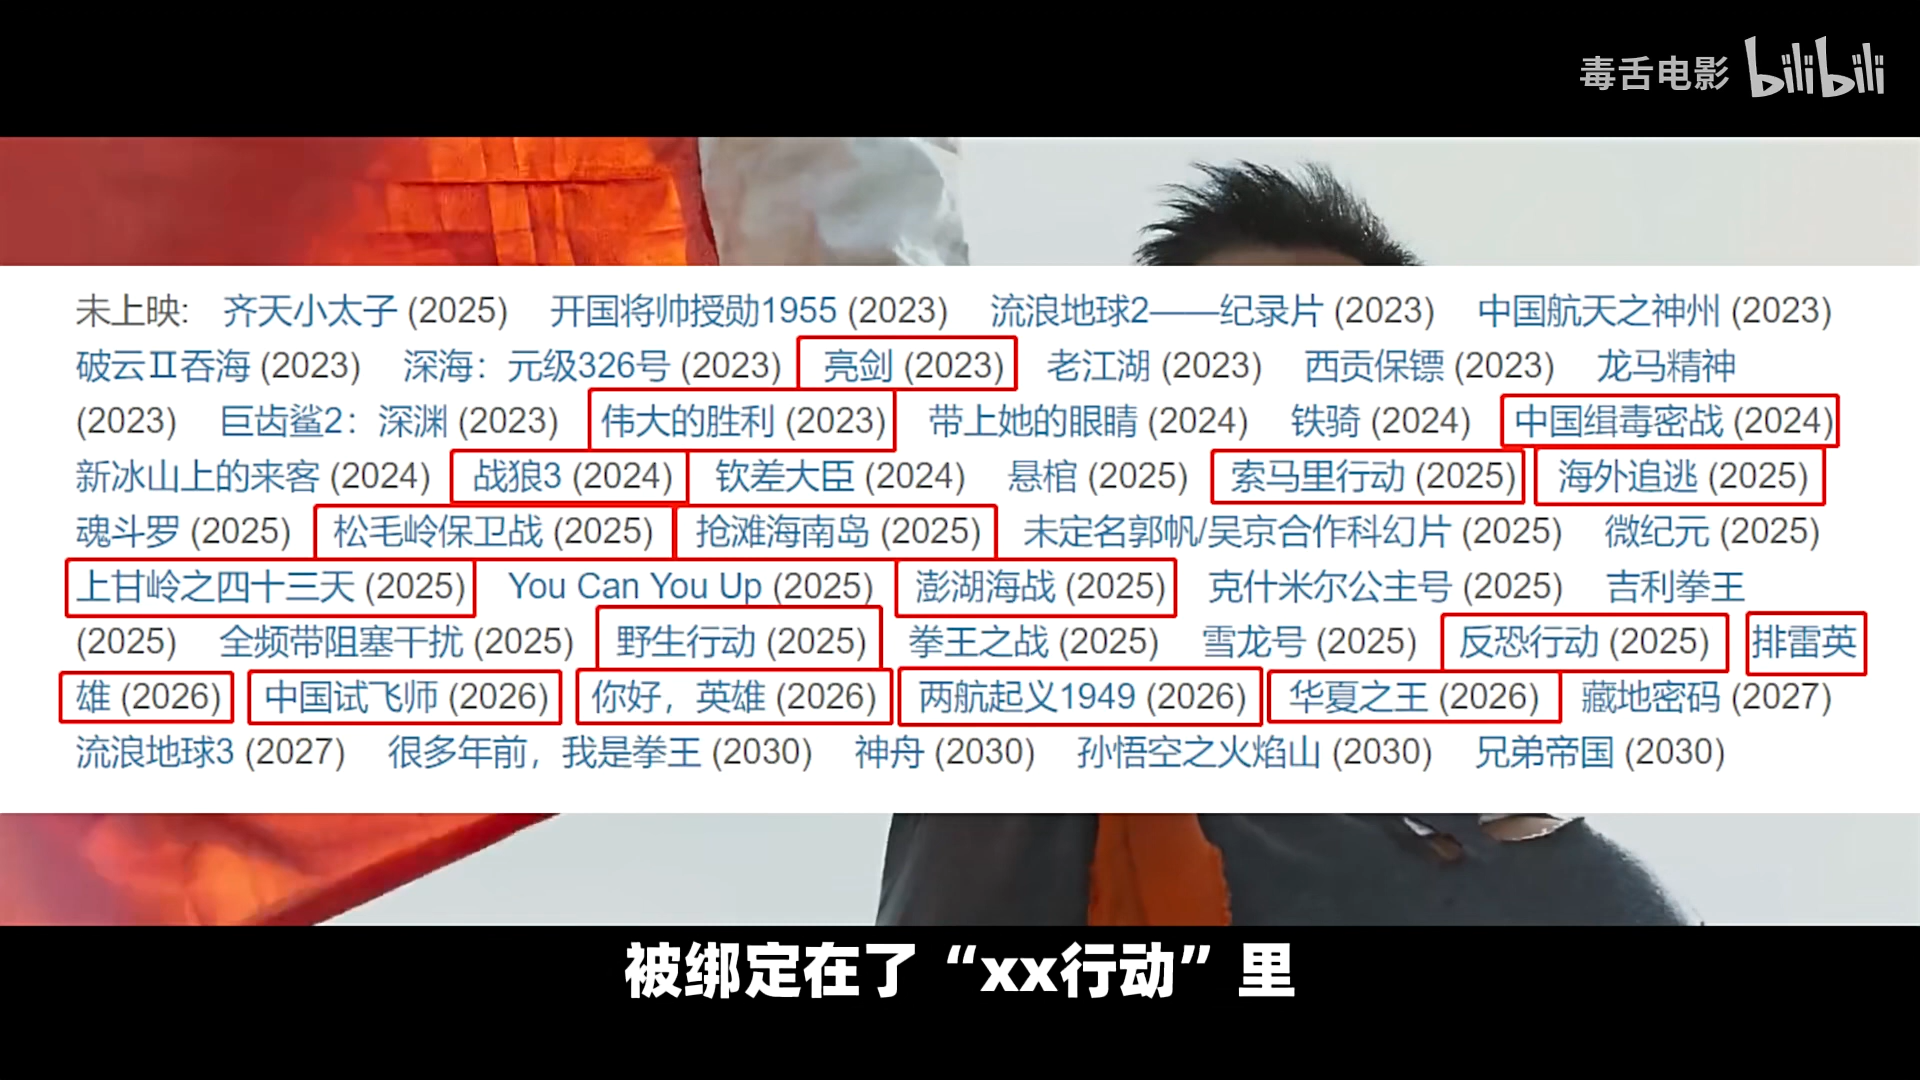 毒舌电影 bilibili
未上映: 齐天小太子 (2025) 开国将帅授勋1955 (2023) 流浪地球2——纪录片 (2023) 中国航天之神州 (2023)
破云Ⅱ吞海 (2023) 深海：元级326号 (2023) 亮剑 (2023) 老江湖 (2023) 西贡保镖 (2023) 龙马精神
(2023) 巨齿鲨2：深渊 (2023) 伟大的胜利 (2023) 带上她的眼睛 (2024) 铁骑 (2024) 中国缉毒密战 (2024)
新冰山上的来客 (2024) 战狼3 (2024) 钦差大臣 (2024) 悬棺 (2025) 索马里行动 (2025) 海外追逃 (2025)
魂斗罗 (2025) 松毛岭保卫战 (2025) 抢滩海南岛 (2025) 未定名郭帆/吴京合作科幻片 (2025) 微纪元 (2025)
上甘岭之四十三天 (2025) You Can You Up (2025) 澎湖海战 (2025) 克什米尔公主号 (2025) 吉利拳王
(2025) 全频带阻塞干扰 (2025) 野生行动 (2025) 拳王之战 (2025) 雪龙号 (2025) 反恐行动 (2025) 排雷英
雄 (2026) 中国试飞师 (2026) 你好，英雄 (2026) 两航起义1949 (2026) 华夏之王 (2026) 藏地密码 (2027)
流浪地球3 (2027) 很多年前，我是拳王 (2030) 神舟 (2030) 孙悟空之火焰山 (2030) 兄弟帝国 (2030)
被绑定在了“xx行动”里